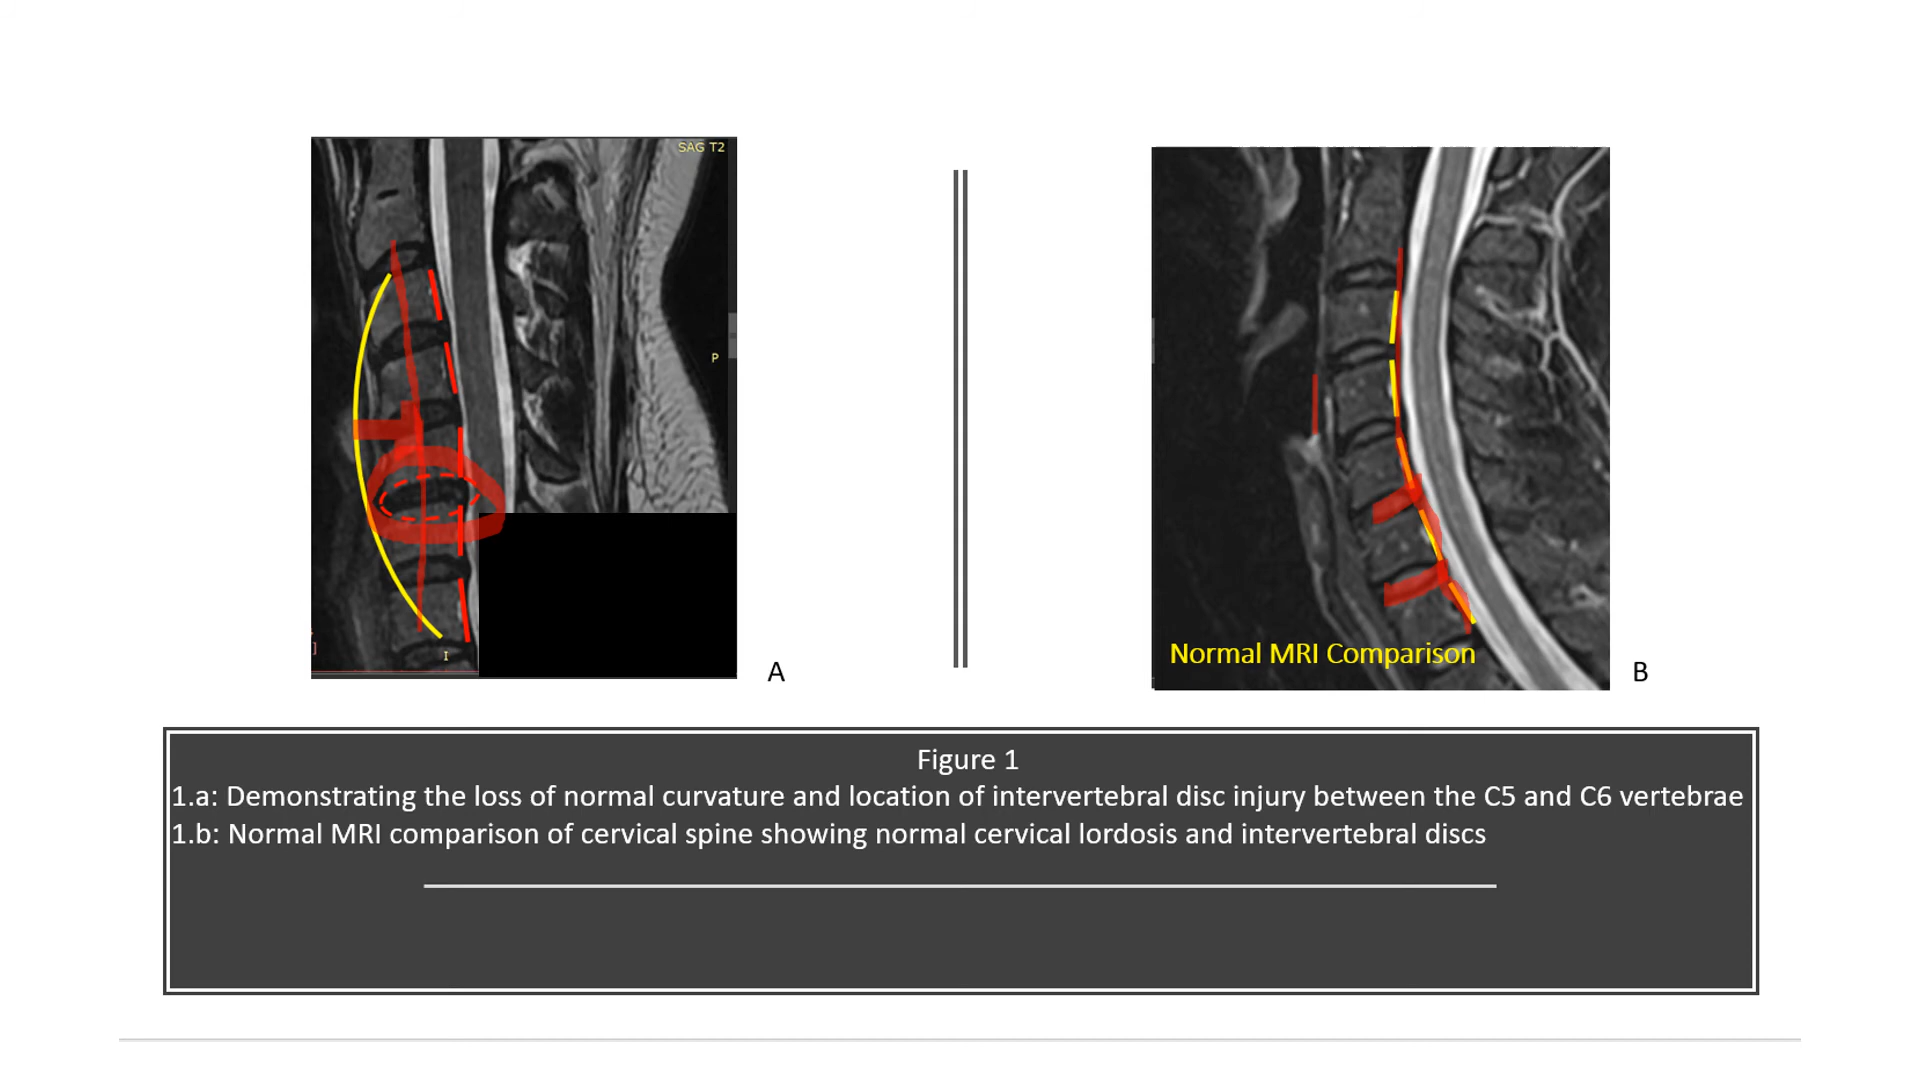 SAG T2
P
]
I
A
Normal MRI Comparison
B
Figure 1
1.a: Demonstrating the loss of normal curvature and location of intervertebral disc injury between the C5 and C6 vertebrae
1.b: Normal MRI comparison of cervical spine showing normal cervical lordosis and intervertebral discs